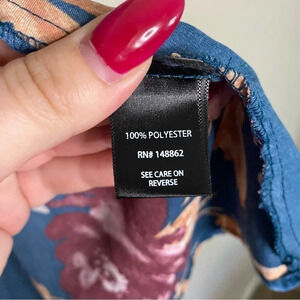 100% POLYESTER
RN# 148862
SEE CARE ON
REVERSE